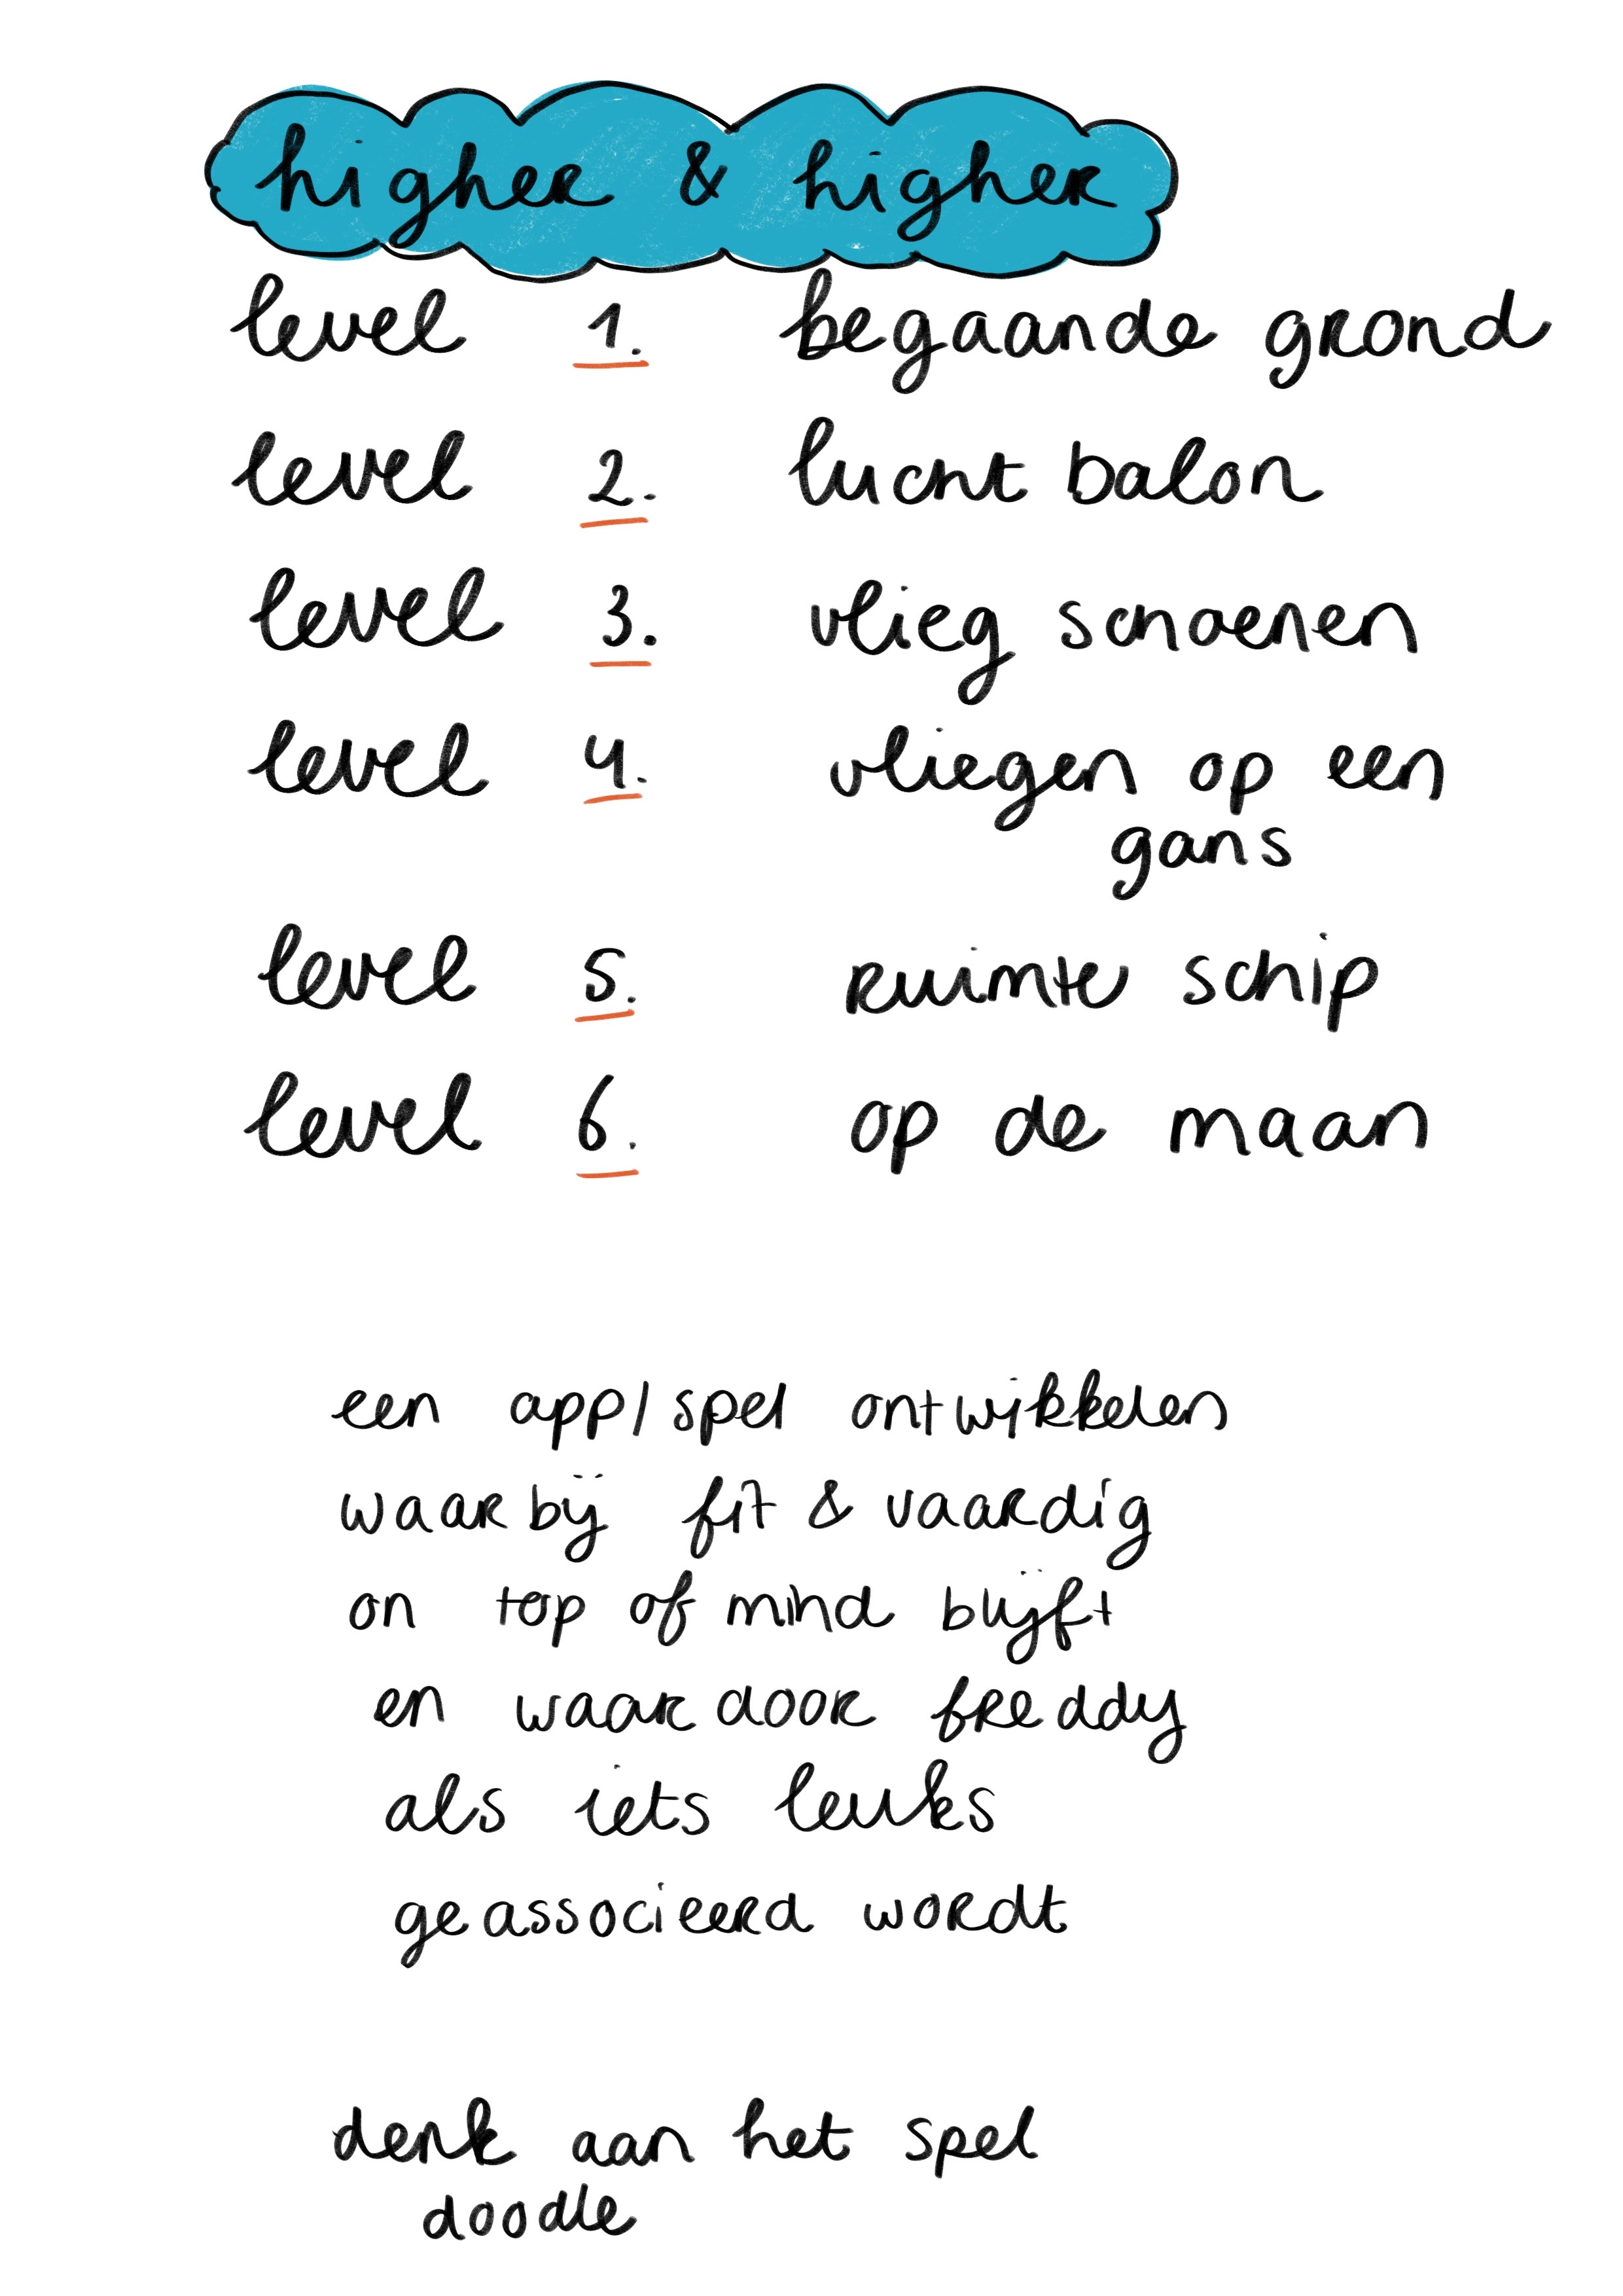 higher & higher
level 1. begaande grond
level 2. lucht balon
level 3. vlieg schoenen
level 4. vliegen op een
gans
level 5. ruimte schip
level 6. op de maan
een app/spel ontwikkelen
waarbij fit & vaardig
on top of mind blijft
en waardoor freddy
als iets leuks
geassocieerd wordt
denk aan het spel
doodle